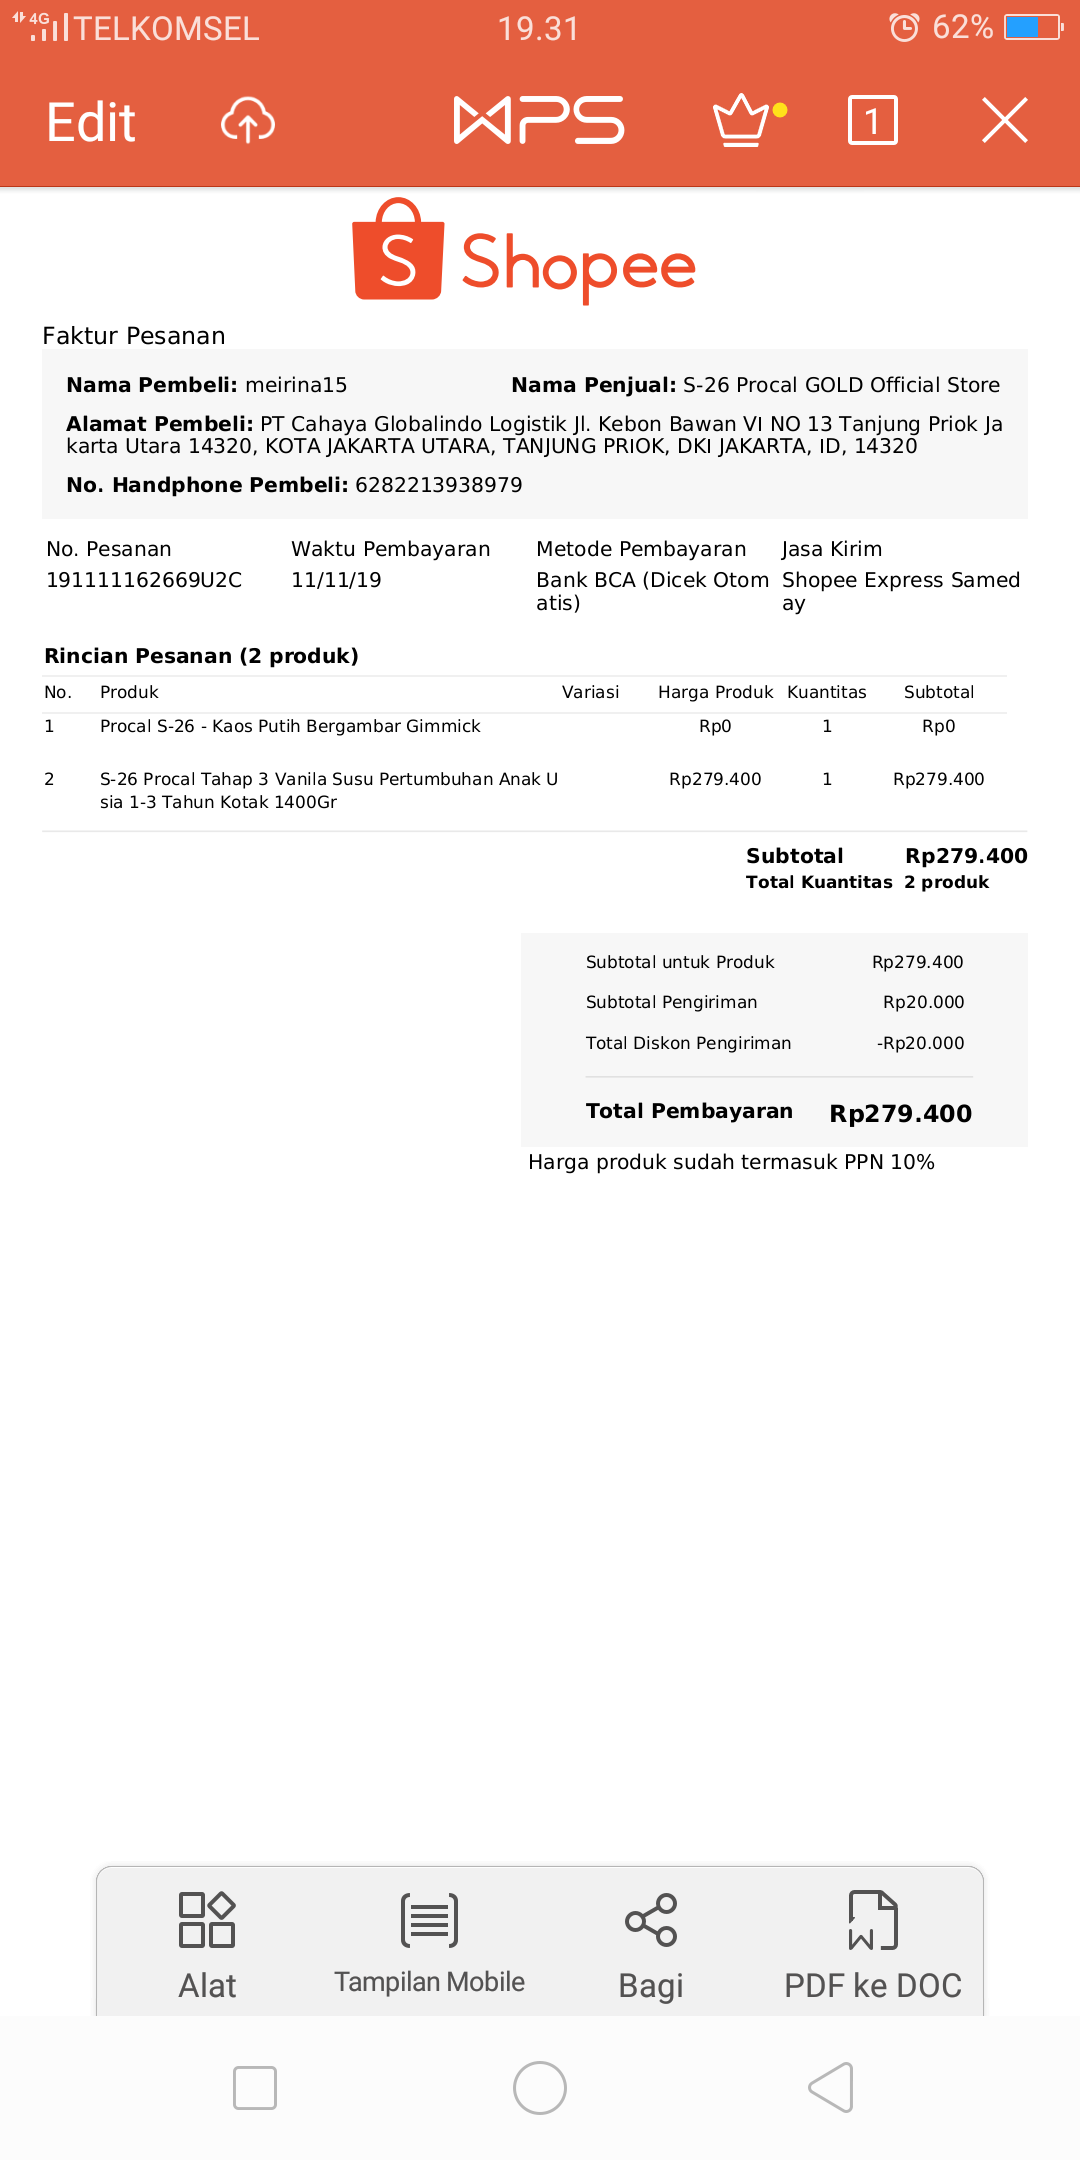 4G TELKOMSEL 19.31 62%
Edit WPS 1
S Shopee
Faktur Pesanan
Nama Pembeli: meirina15 Nama Penjual: S-26 Procal GOLD Official Store
Alamat Pembeli: PT Cahaya Globalindo Logistik Jl. Kebon Bawan VI NO 13 Tanjung Priok Ja
karta Utara 14320, KOTA JAKARTA UTARA, TANJUNG PRIOK, DKI JAKARTA, ID, 14320
No. Handphone Pembeli: 6282213938979
No. Pesanan Waktu Pembayaran Metode Pembayaran Jasa Kirim
191111162669U2C 11/11/19 Bank BCA (Dicek Otom Shopee Express Samed
atis) ay
Rincian Pesanan (2 produk)
No. Produk Variasi Harga Produk Kuantitas Subtotal
1 Procal S-26 - Kaos Putih Bergambar Gimmick Rp0 1 Rp0
2 S-26 Procal Tahap 3 Vanila Susu Pertumbuhan Anak U Rp279.400 1 Rp279.400
sia 1-3 Tahun Kotak 1400Gr
Subtotal Rp279.400
Total Kuantitas 2 produk
Subtotal untuk Produk Rp279.400
Subtotal Pengiriman Rp20.000
Total Diskon Pengiriman -Rp20.000
Total Pembayaran Rp279.400
Harga produk sudah termasuk PPN 10%
Alat Tampilan Mobile Bagi PDF ke DOC